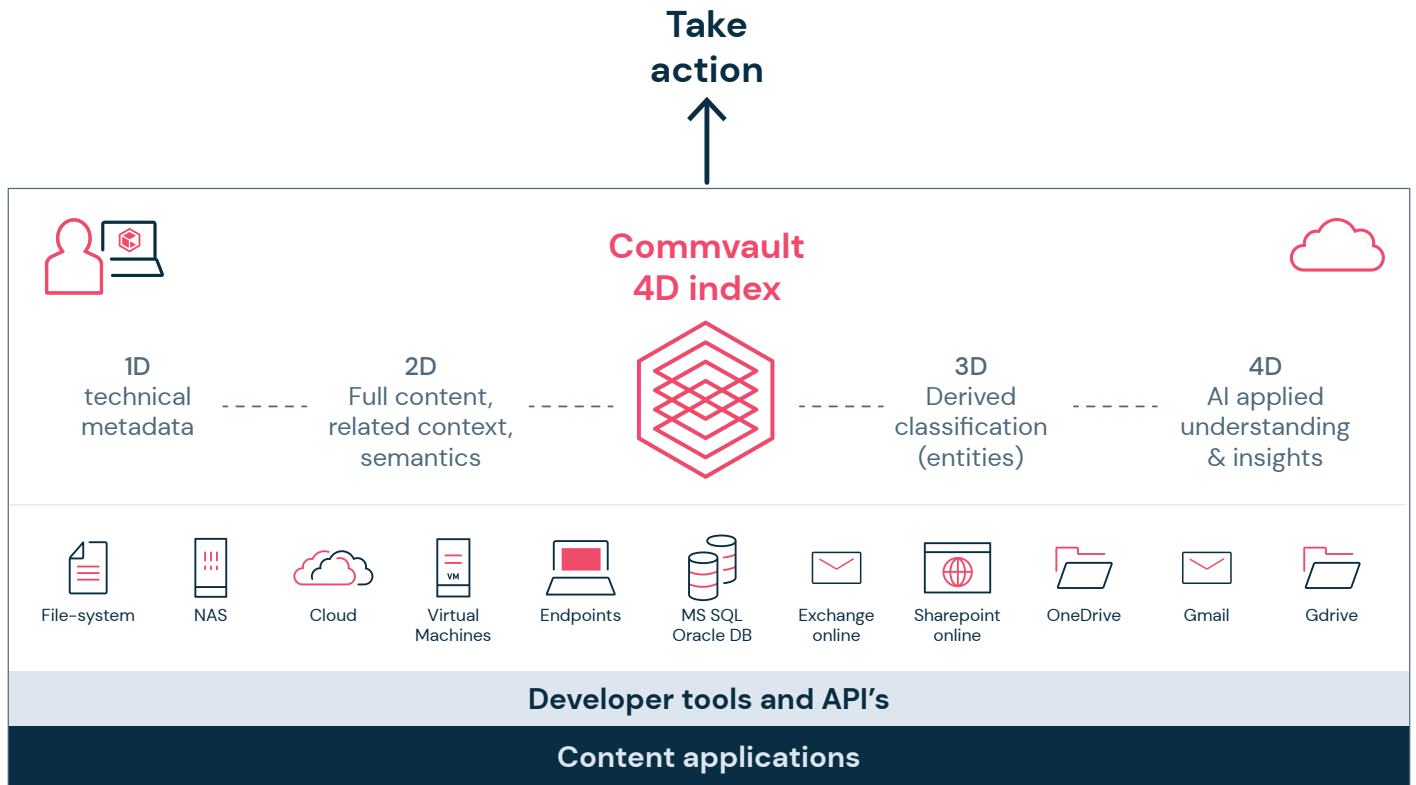 Take
action
Commvault
4D index
1D
technical
metadata
2D
Full content,
related context,
semantics
3D
Derived
classification
(entities)
4D
AI applied
understanding
& insights
File-system
NAS
Cloud
VM
Virtual
Machines
Endpoints
MS SQL
Oracle DB
Exchange
online
Sharepoint
online
OneDrive
Gmail
Gdrive
Developer tools and API's
Content applications